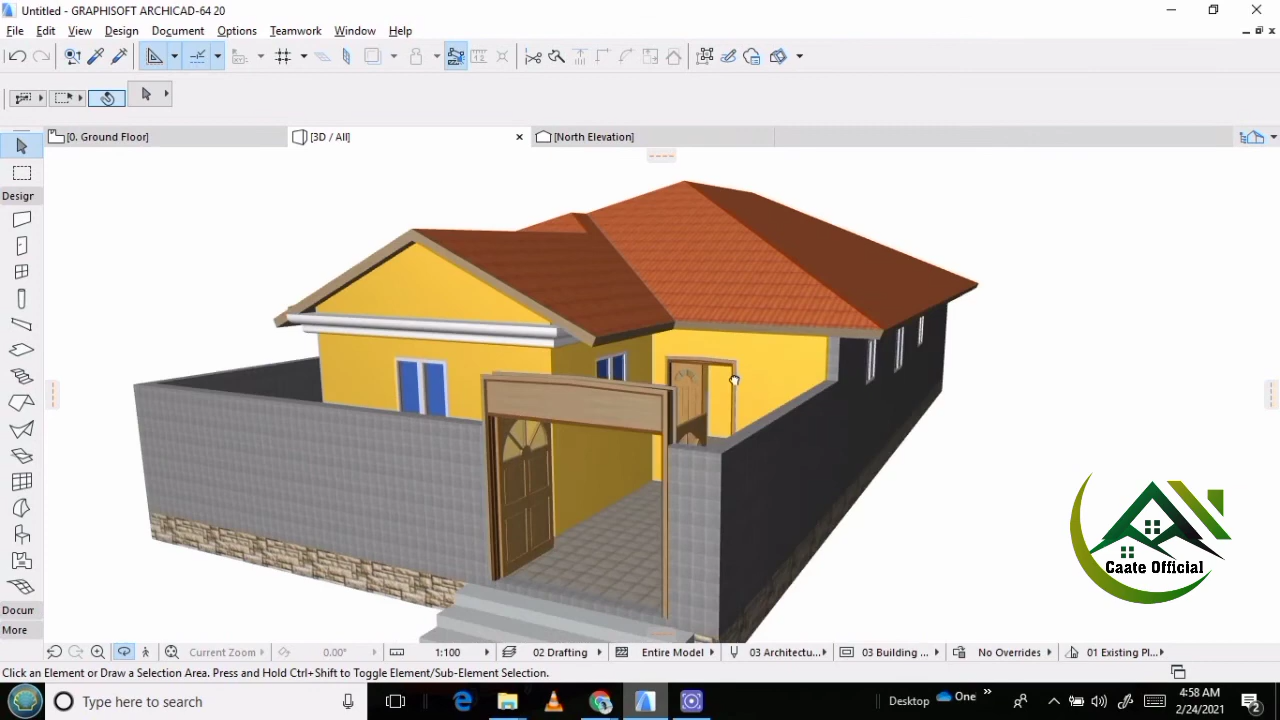 Untitled - GRAPHISOFT ARCHICAD-64 20
File Edit View Design Document Options Teamwork Window Help
[0. Ground Floor]
[3D / All]
[North Elevation]
Design
Caate Official
Docum
More
Current Zoom
0.00°
1:100
02 Drafting
Entire Model
03 Architectu...
03 Building ...
No Overrides
01 Existing Pl...
Click an Element or Draw a Selection Area. Press and Hold Ctrl+Shift to Toggle Element/Sub-Element Selection.
Type here to search
Desktop
One
4:58 AM
2/24/2021
2